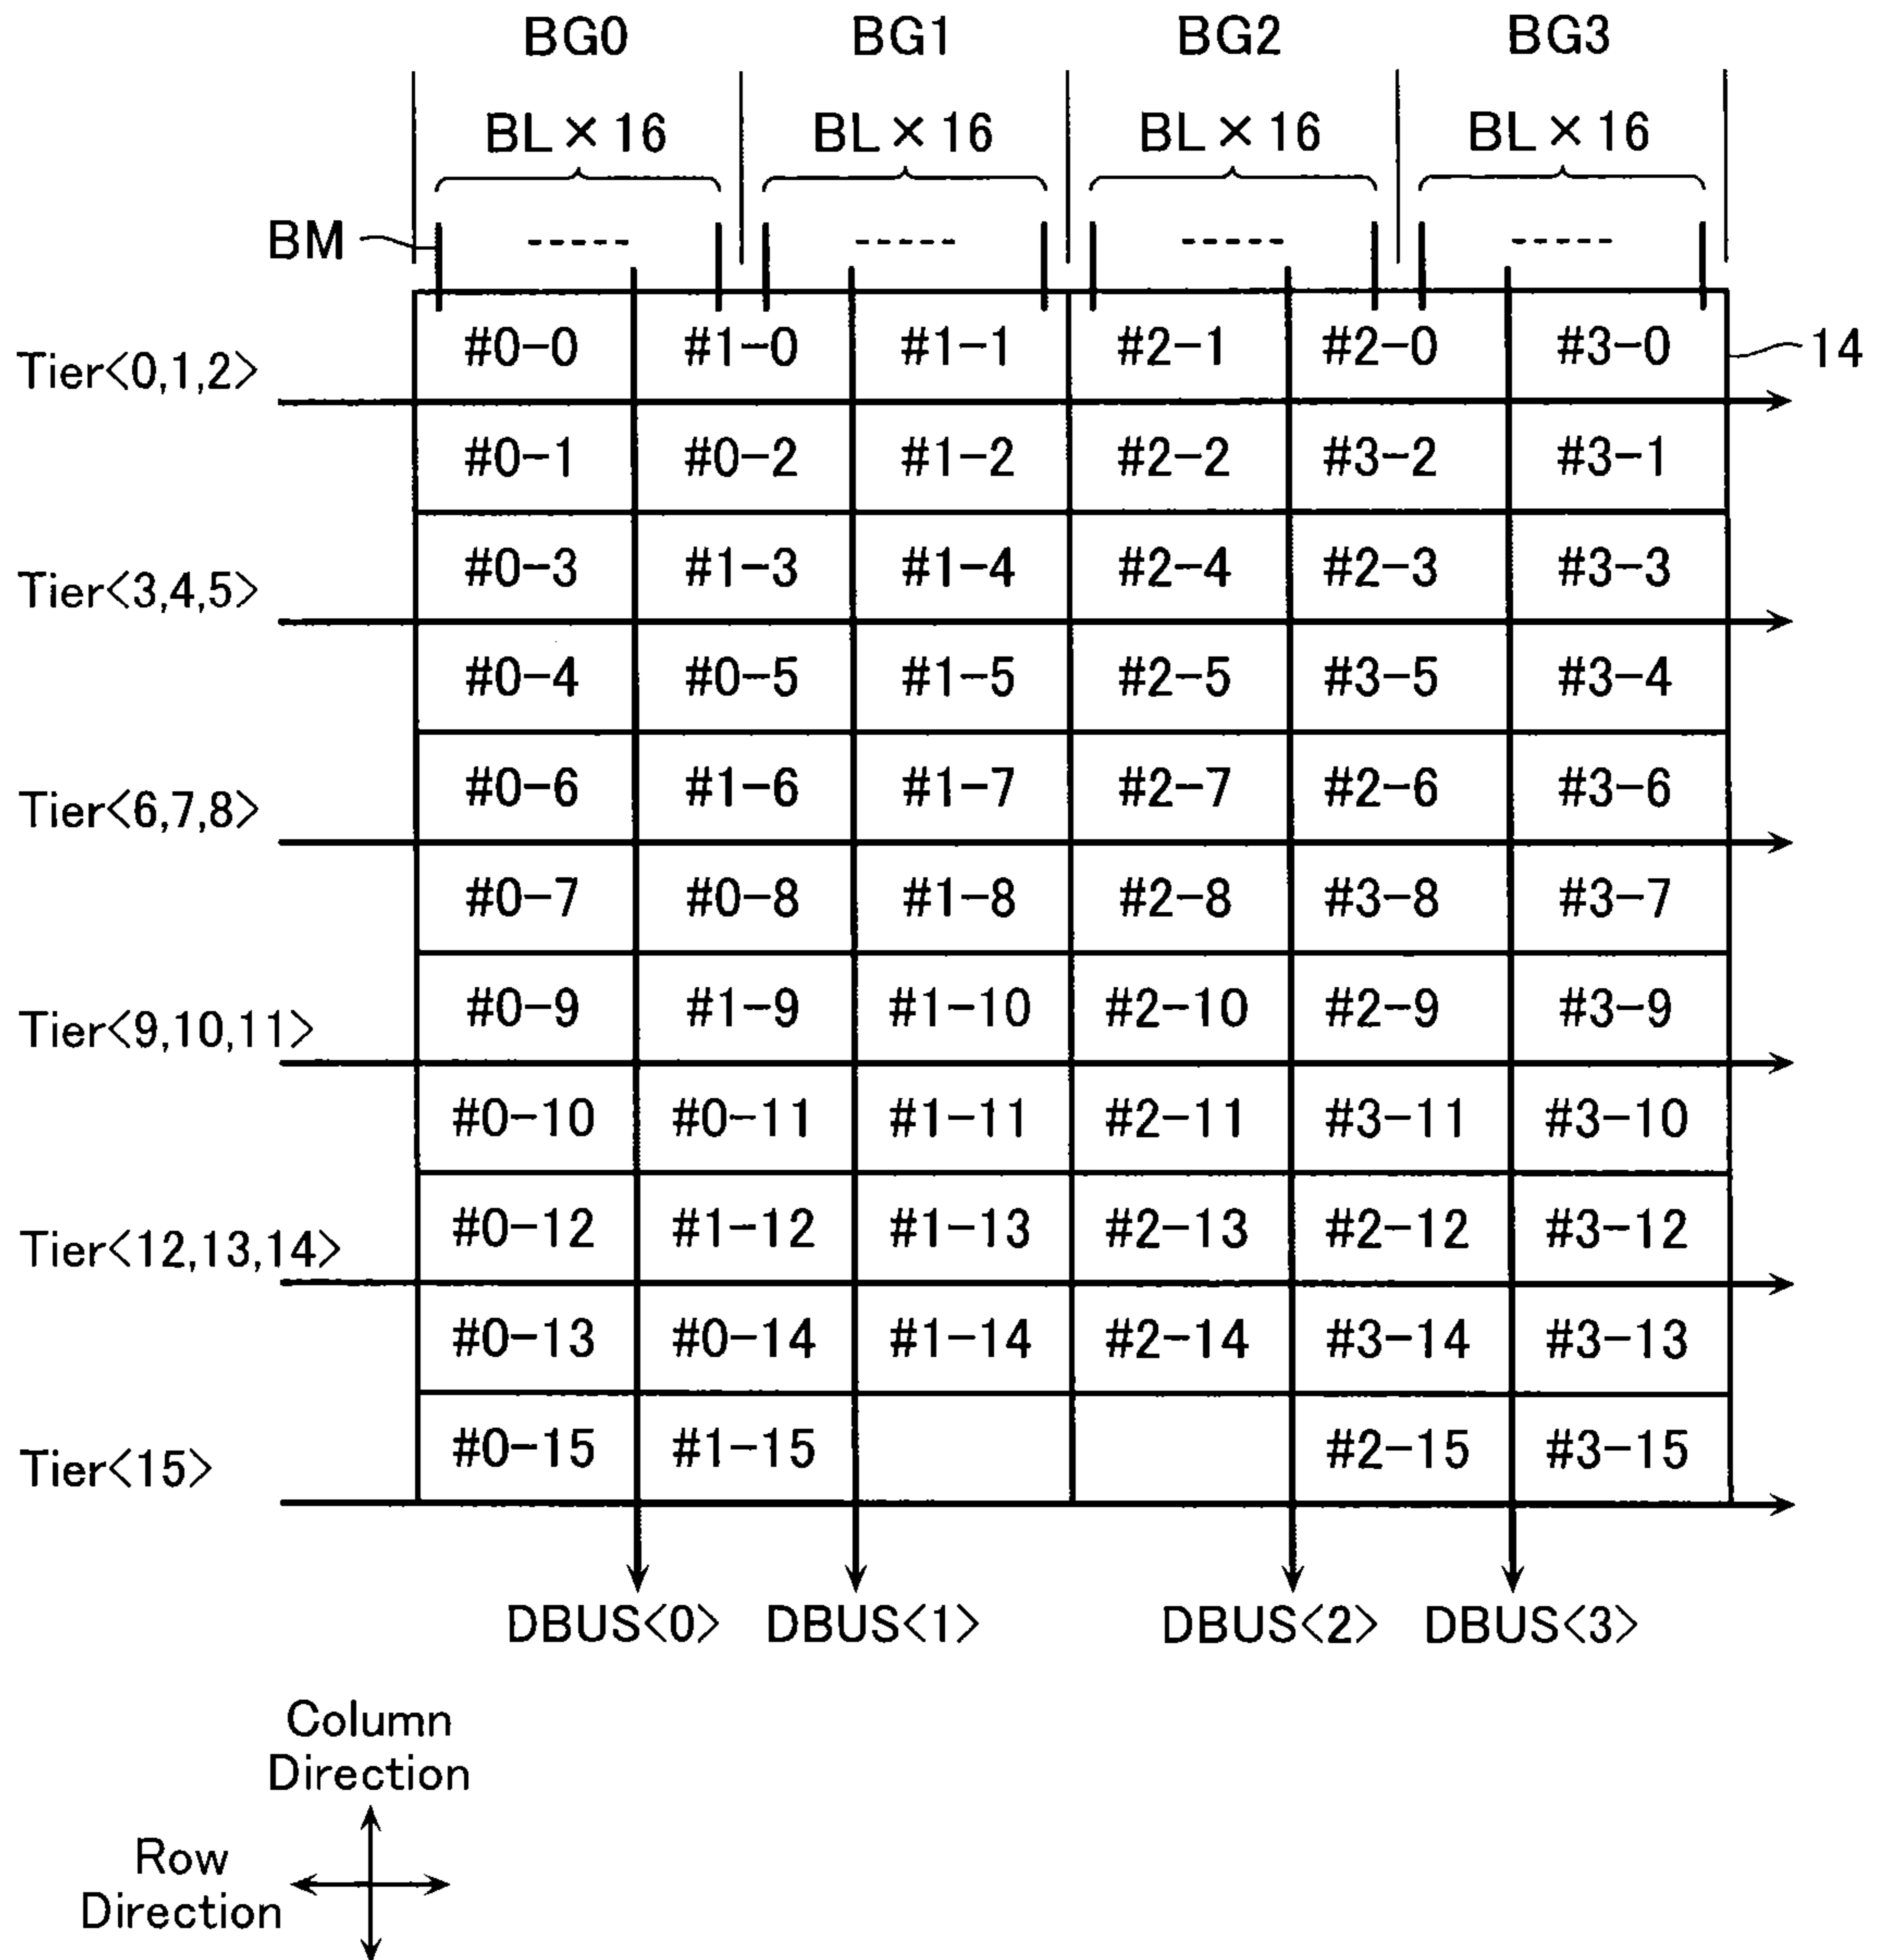 BG0 BG1 BG2 BG3
BL×16 BL×16 BL×16 BL×16
BM ----- ----- ----- -----
Tier<0,1,2> #0-0 #1-0 #1-1 #2-1 #2-0 #3-0 14
#0-1 #0-2 #1-2 #2-2 #3-2 #3-1
Tier<3,4,5> #0-3 #1-3 #1-4 #2-4 #2-3 #3-3
#0-4 #0-5 #1-5 #2-5 #3-5 #3-4
Tier<6,7,8> #0-6 #1-6 #1-7 #2-7 #2-6 #3-6
#0-7 #0-8 #1-8 #2-8 #3-8 #3-7
Tier<9,10,11> #0-9 #1-9 #1-10 #2-10 #2-9 #3-9
#0-10 #0-11 #1-11 #2-11 #3-11 #3-10
Tier<12,13,14> #0-12 #1-12 #1-13 #2-13 #2-12 #3-12
#0-13 #0-14 #1-14 #2-14 #3-14 #3-13
Tier<15> #0-15 #1-15 #2-15 #3-15
DBUS<0> DBUS<1> DBUS<2> DBUS<3>
Column
Direction
Row
Direction